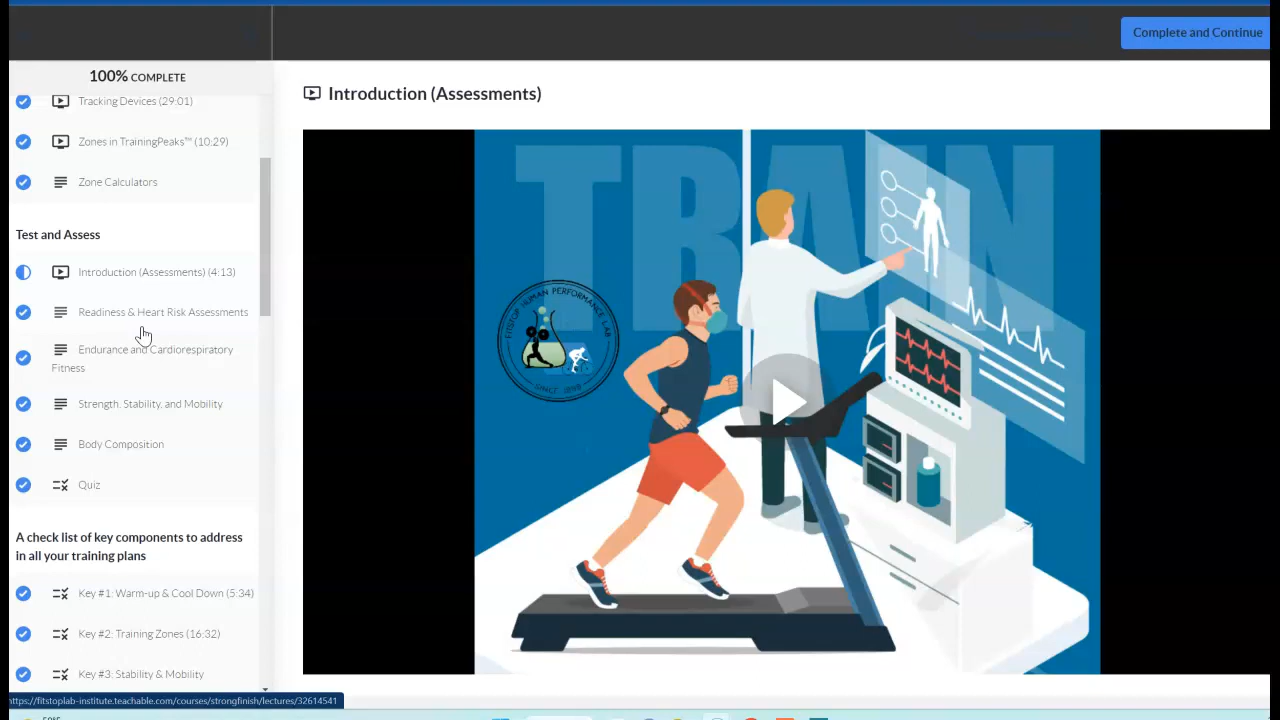 Complete and Continue
100% COMPLETE
Tracking Devices (29:01)
Zones in TrainingPeaks™ (10:29)
Zone Calculators
Test and Assess
Introduction (Assessments) (4:13)
Readiness & Heart Risk Assessments
Endurance and Cardiorespiratory
Fitness
Strength, Stability, and Mobility
Body Composition
Quiz
A check list of key components to address
in all your training plans
Key #1: Warm-up & Cool Down (5:34)
Key #2: Training Zones (16:32)
Key #3: Stability & Mobility
Introduction (Assessments)
TRAIN
FITSTOP HUMAN PERFORMANCE LAB
SINCE 1998
https://fitstoplab-institute.teachable.com/courses/strongfinish/lectures/32614541